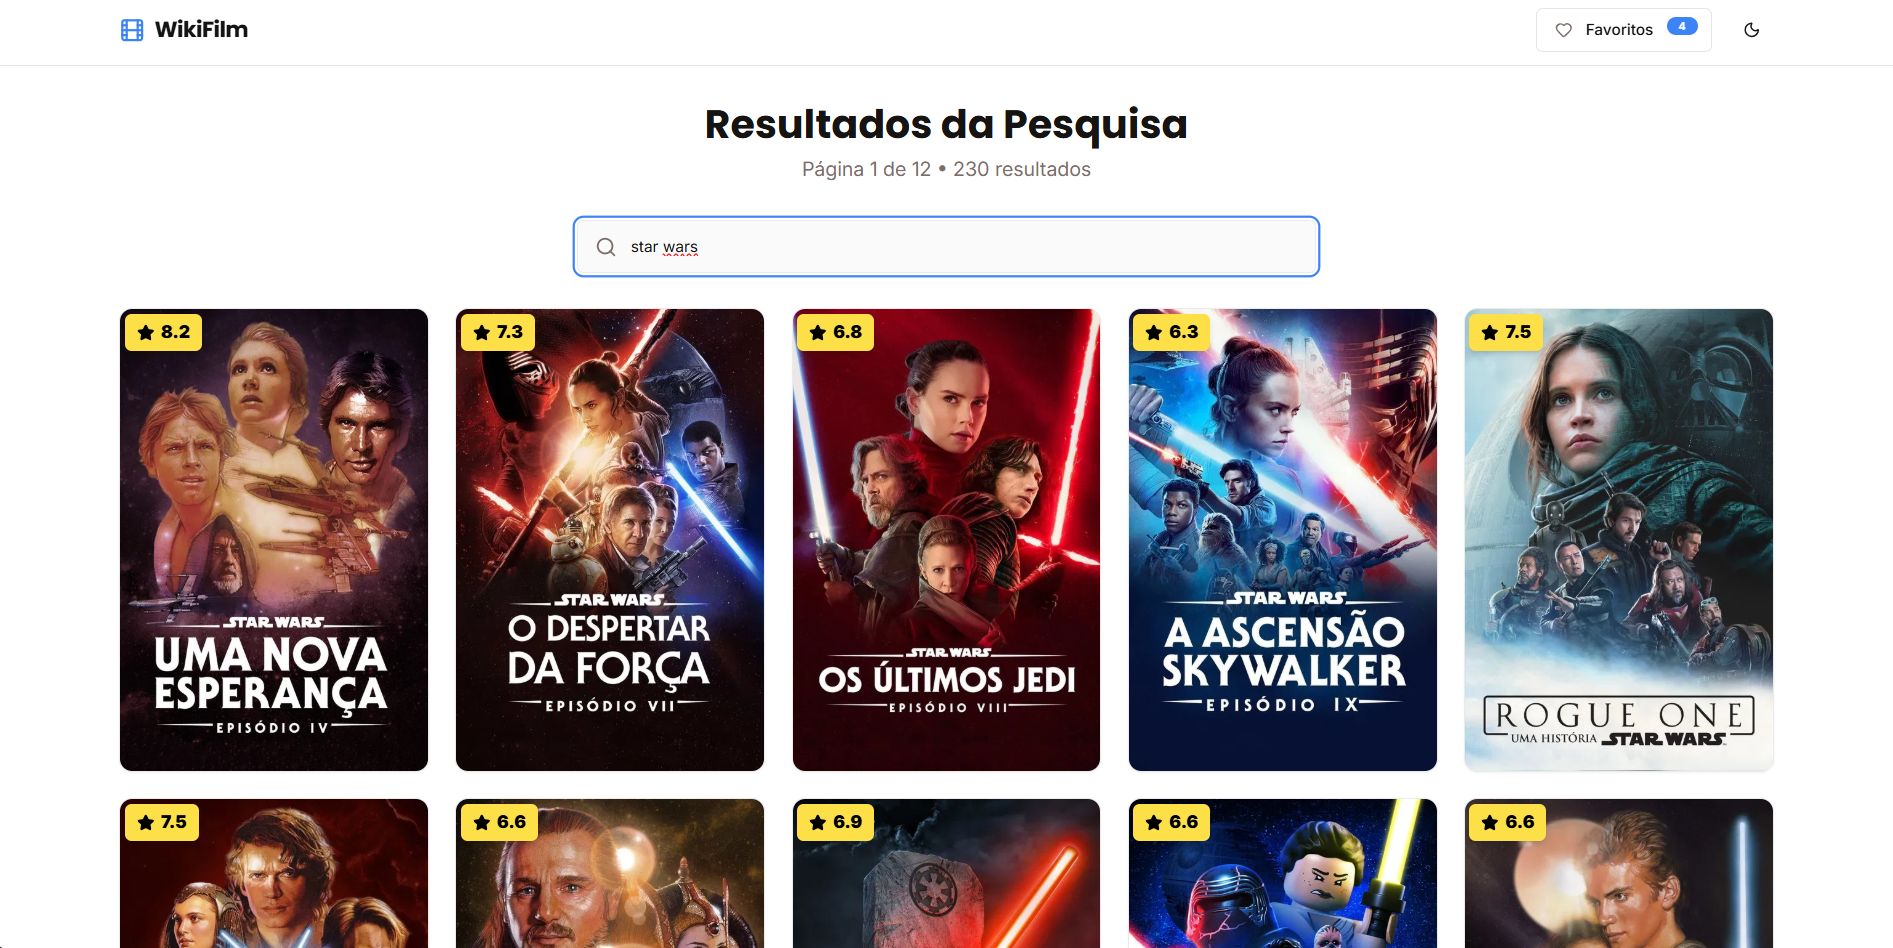 WikiFilm
Favoritos 4
Resultados da Pesquisa
Página 1 de 12 • 230 resultados
star wars
8.2
7.3
6.8
6.3
7.5
STAR WARS
UMA NOVA
ESPERANÇA
EPISÓDIO IV
STAR WARS
O DESPERTAR
DA FORÇA
EPISÓDIO VII
STAR WARS
OS ÚLTIMOS JEDI
EPISÓDIO VIII
STAR WARS
A ASCENSÃO
SKYWALKER
EPISÓDIO IX
ROGUE ONE
UMA HISTÓRIA STAR WARS
7.5
6.6
6.9
6.6
6.6